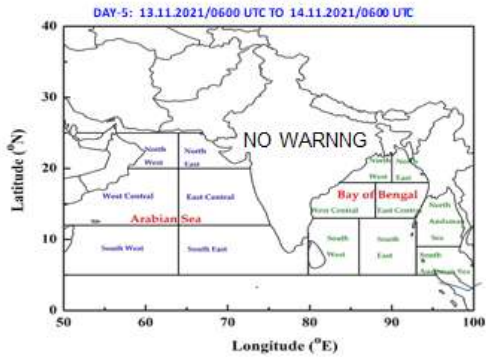 DAY-5: 13.11.2021/0600 UTC TO 14.11.2021/0600 UTC
40
30
20
10
0
Latitude (°N)
NO WARNNG
North
West
North
East
North
West
North
East
West Central
East Central
Bay of Bengal
West Central
East Central
Arabian Sea
North
Andaman
Sea
South West
South East
South
West
South
East
South
Andaman Sea
50 60 70 80 90 100
Longitude (°E)